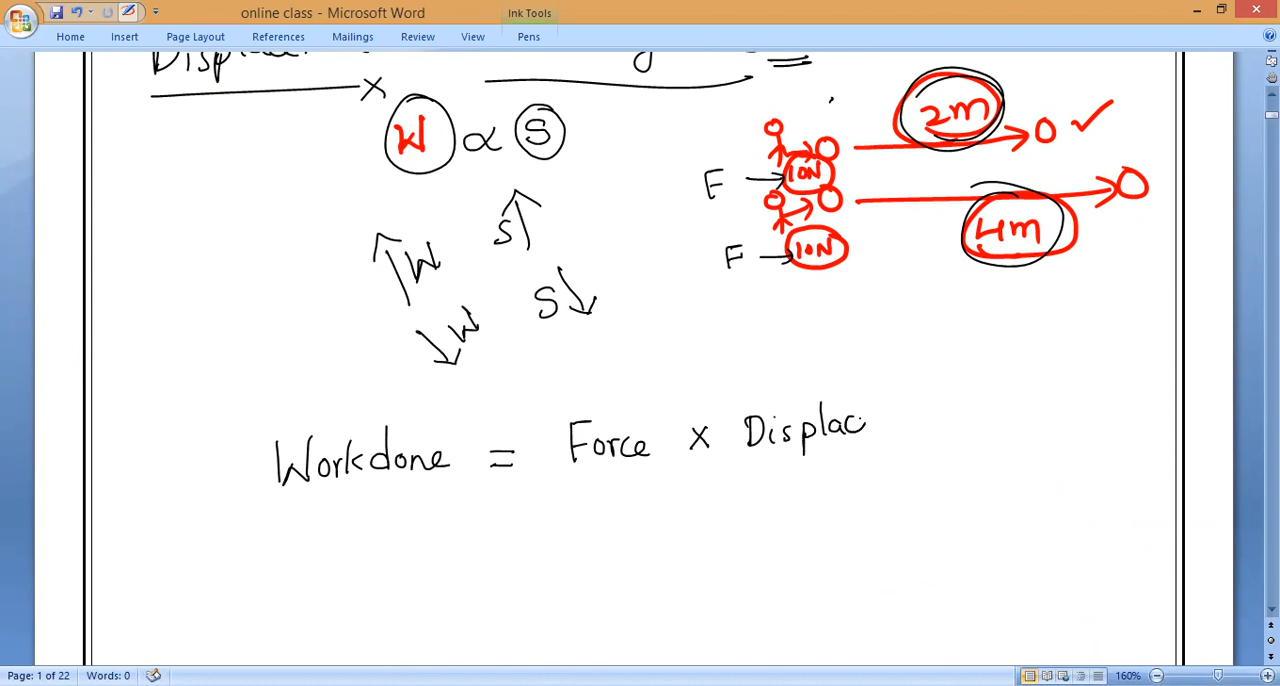 online class - Microsoft Word
Ink Tools
Home Insert Page Layout References Mailings Review View Pens
W ∝ S
2m
10N
F
4m
10N
F
S
W
S
W
Workdone = Force x Displac
Page: 1 of 22 Words: 0 160%